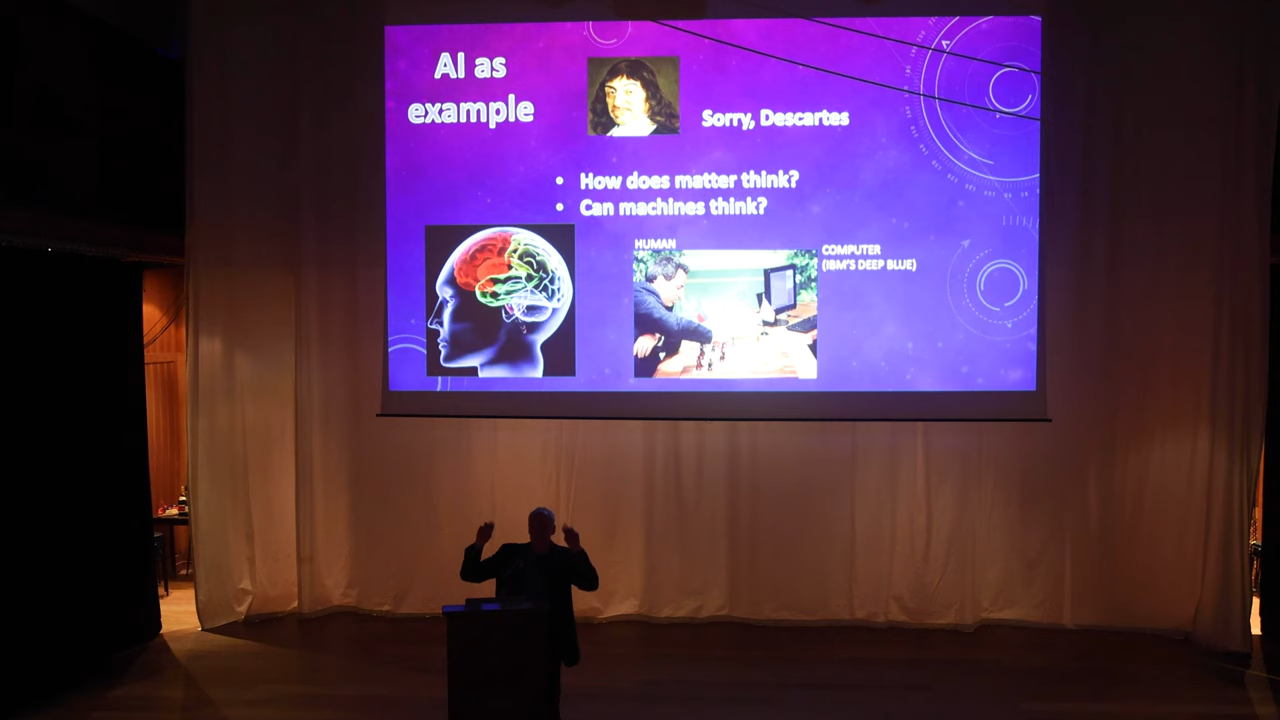 AI as
example
Sorry, Descartes
• How does matter think?
• Can machines think?
HUMAN
COMPUTER
(IBM'S DEEP BLUE)